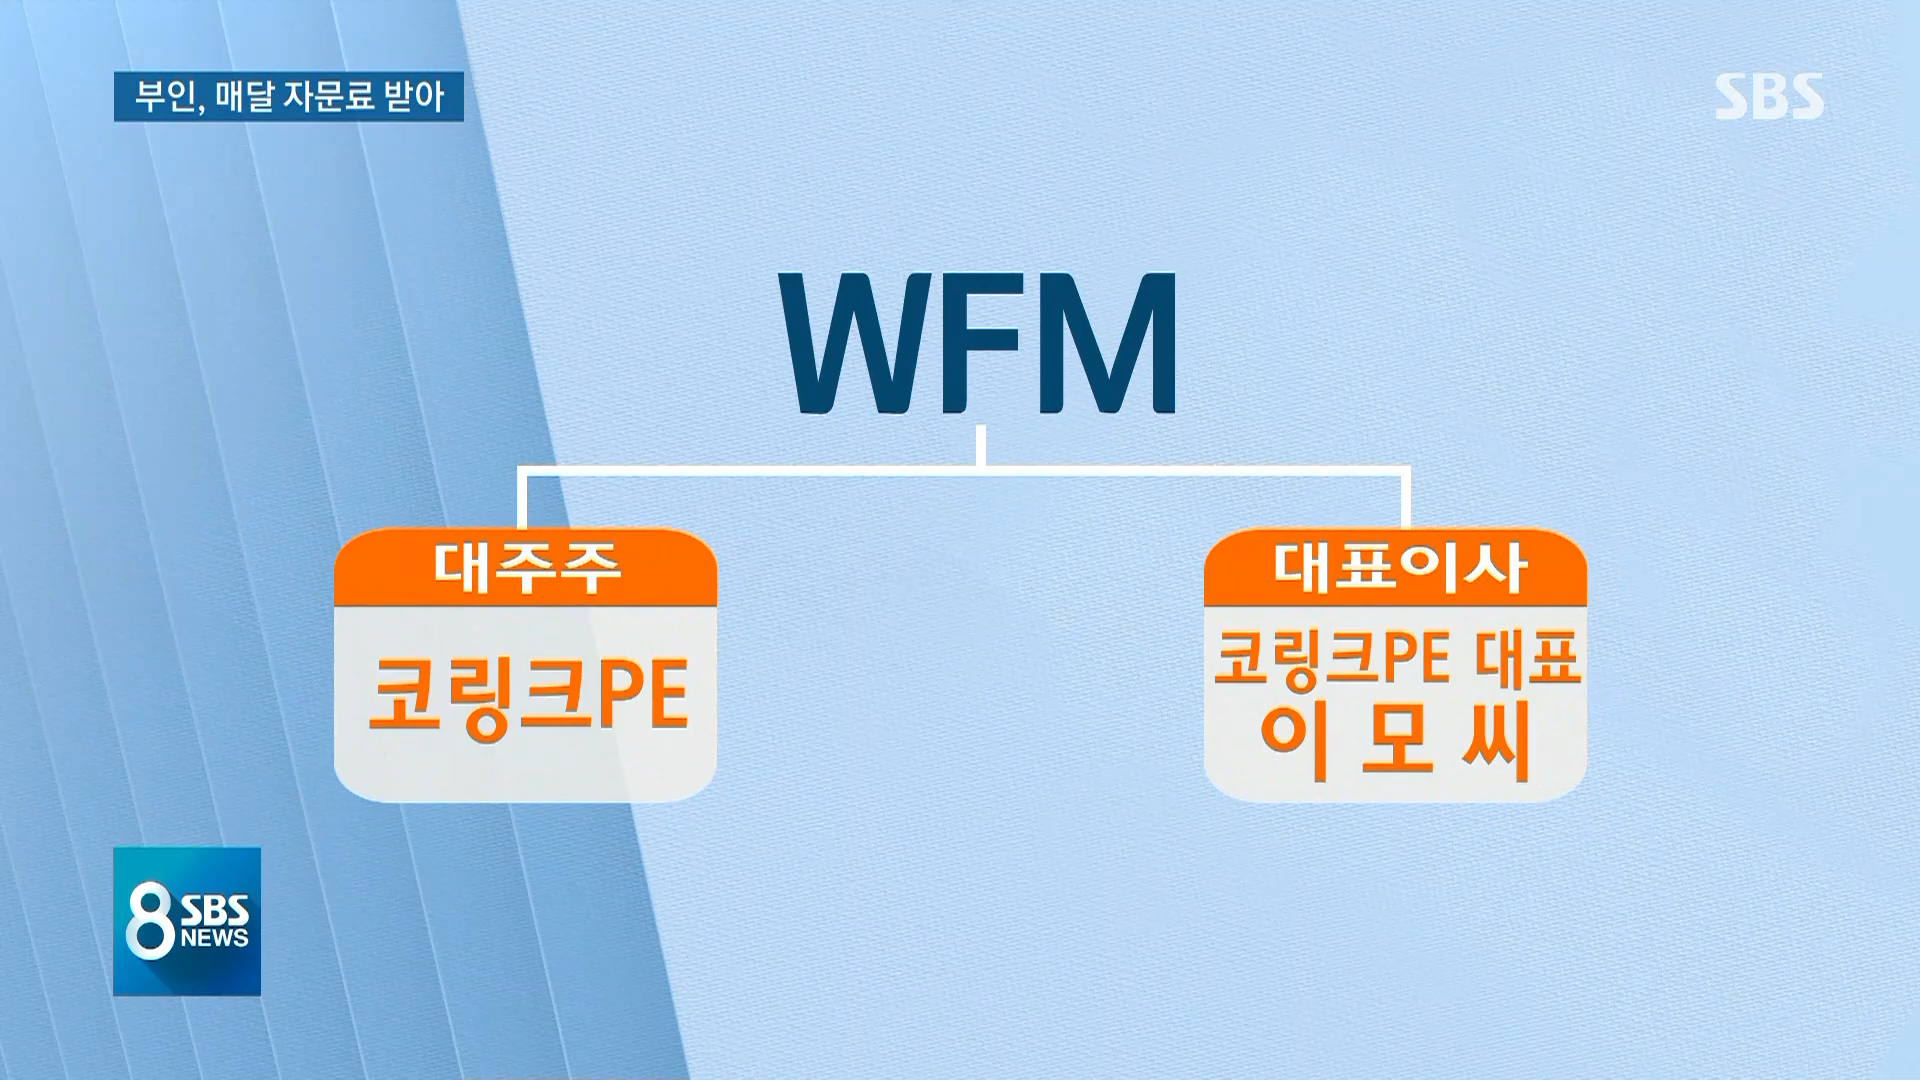 부인, 매달 자문료 받아
SBS
WFM
대주주
코링크PE
대표이사
코링크PE 대표
이 모 씨
8 SBS
NEWS